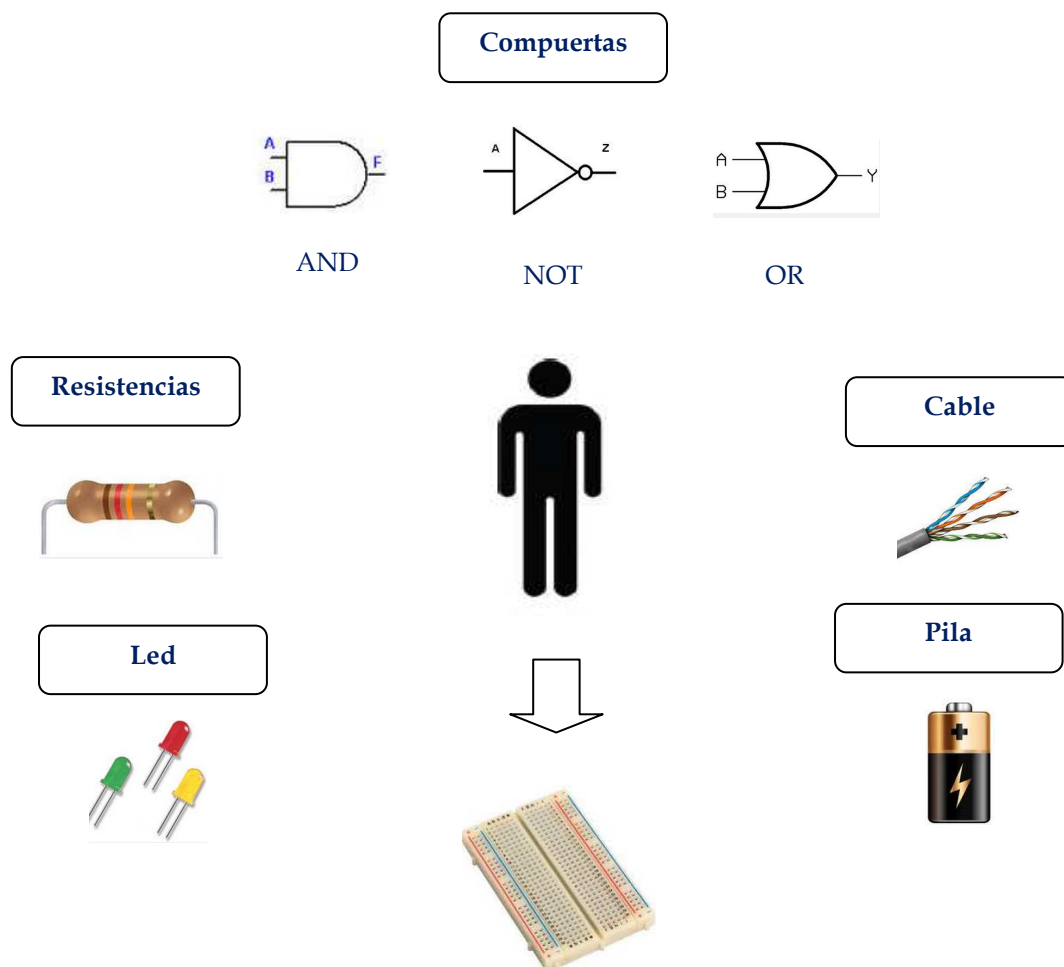 Compuertas
A
B
F
A
Z
A
B
Y
AND
NOT
OR
Resistencias
Cable
Led
Pila